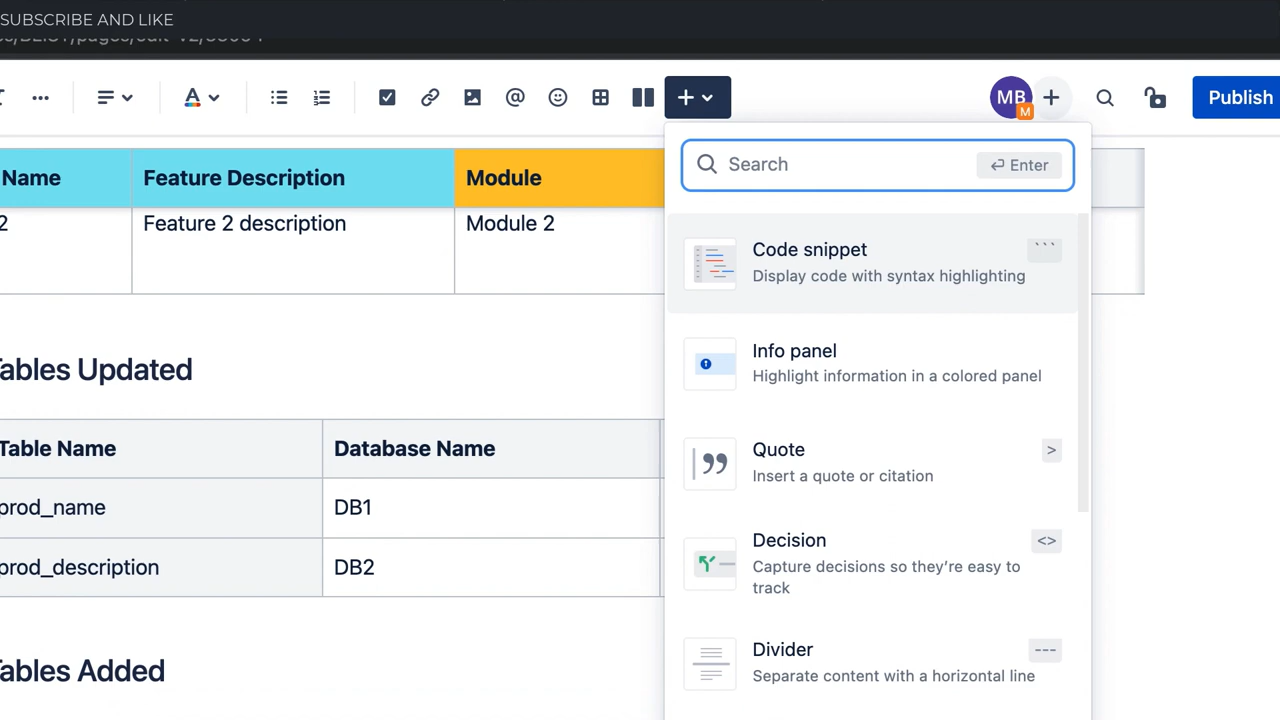 SUBSCRIBE AND LIKE
MB
M
Publish
Search
Enter
Name
Feature Description
Module
2
Feature 2 description
Module 2
Code snippet
```
Display code with syntax highlighting
Info panel
Highlight information in a colored panel
Tables Updated
Table Name
Database Name
Quote
>
Insert a quote or citation
prod_name
DB1
Decision
<>
Capture decisions so they’re easy to
track
prod_description
DB2
Divider
---
Separate content with a horizontal line
Tables Added